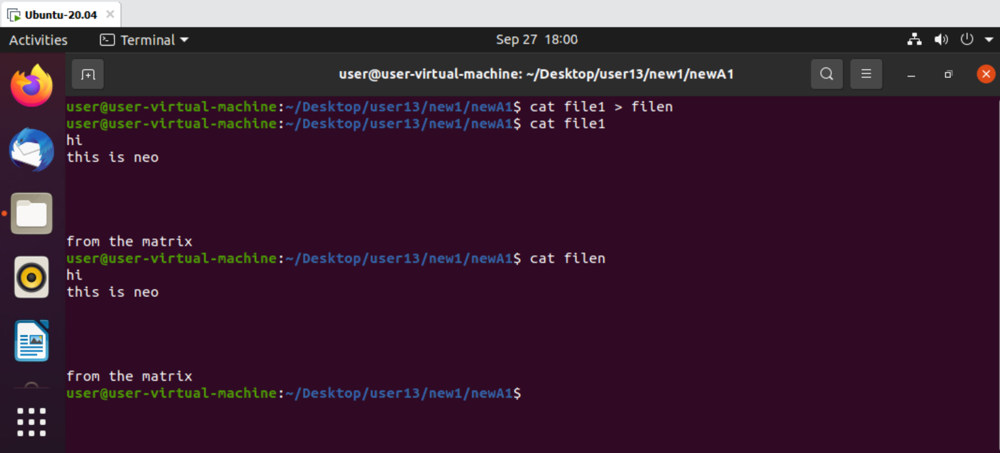 Ubuntu-20.04
Activities Terminal Sep 27 18:00
user@user-virtual-machine: ~/Desktop/user13/new1/newA1
user@user-virtual-machine:~/Desktop/user13/new1/newA1$ cat file1 > filen
user@user-virtual-machine:~/Desktop/user13/new1/newA1$ cat file1
hi
this is neo
from the matrix
user@user-virtual-machine:~/Desktop/user13/new1/newA1$ cat filen
hi
this is neo
from the matrix
user@user-virtual-machine:~/Desktop/user13/new1/newA1$